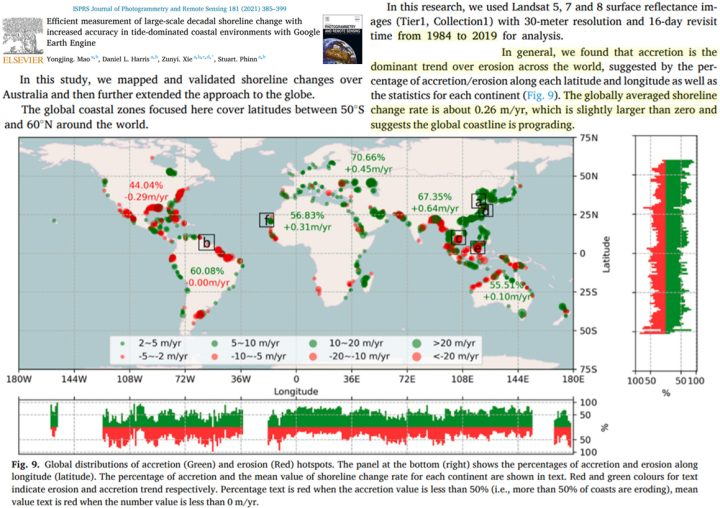 ISPRS Journal of Photogrammetry and Remote Sensing 181 (2021) 385–399
Efficient measurement of large-scale decadal shoreline change with
increased accuracy in tide-dominated coastal environments with Google
Earth Engine
ELSEVIER
Yongjing. Mao, Daniel L. Harris, Zunyi. Xie, Stuart. Phinn
In this study, we mapped and validated shoreline changes over
Australia and then further extended the approach to the globe.
The global coastal zones focused here cover latitudes between 50°S
and 60°N around the world.
In this research, we used Landsat 5, 7 and 8 surface reflectance im-
ages (Tier1, Collection1) with 30-meter resolution and 16-day revisit
time from 1984 to 2019 for analysis.
In general, we found that accretion is the
dominant trend over erosion across the world, suggested by the per-
centage of accretion/erosion along each latitude and longitude as well as
the statistics for each continent (Fig. 9). The globally averaged shoreline
change rate is about 0.26 m/yr, which is slightly larger than zero and
suggests the global coastline is prograding.
75N
50N
25N
0
25S
50S
75S
Latitude
44.04%
-0.29m/yr
70.66%
+0.45m/yr
67.35%
+0.64m/yr
56.83%
+0.31m/yr
60.08%
-0.00m/yr
55.51%
+0.10m/yr
b
2~5 m/yr
5~10 m/yr
10~20 m/yr
>20 m/yr
-5~-2 m/yr
-10~-5 m/yr
-20~-10 m/yr
<-20 m/yr
180W 144W 108W 72W 36W 0 36E 72E 108E 144E 180E
Longitude
100 50 0 50 100
%
100
50
0
50
100
%
Fig. 9. Global distributions of accretion (Green) and erosion (Red) hotspots. The panel at the bottom (right) shows the percentages of accretion and erosion along
longitude (latitude). The percentage of accretion and the mean value of shoreline change rate for each continent are shown in text. Red and green colours for text
indicate erosion and accretion trend respectively. Percentage text is red when the accretion value is less than 50% (i.e., more than 50% of coasts are eroding), mean
value text is red when the number value is less than 0 m/yr.